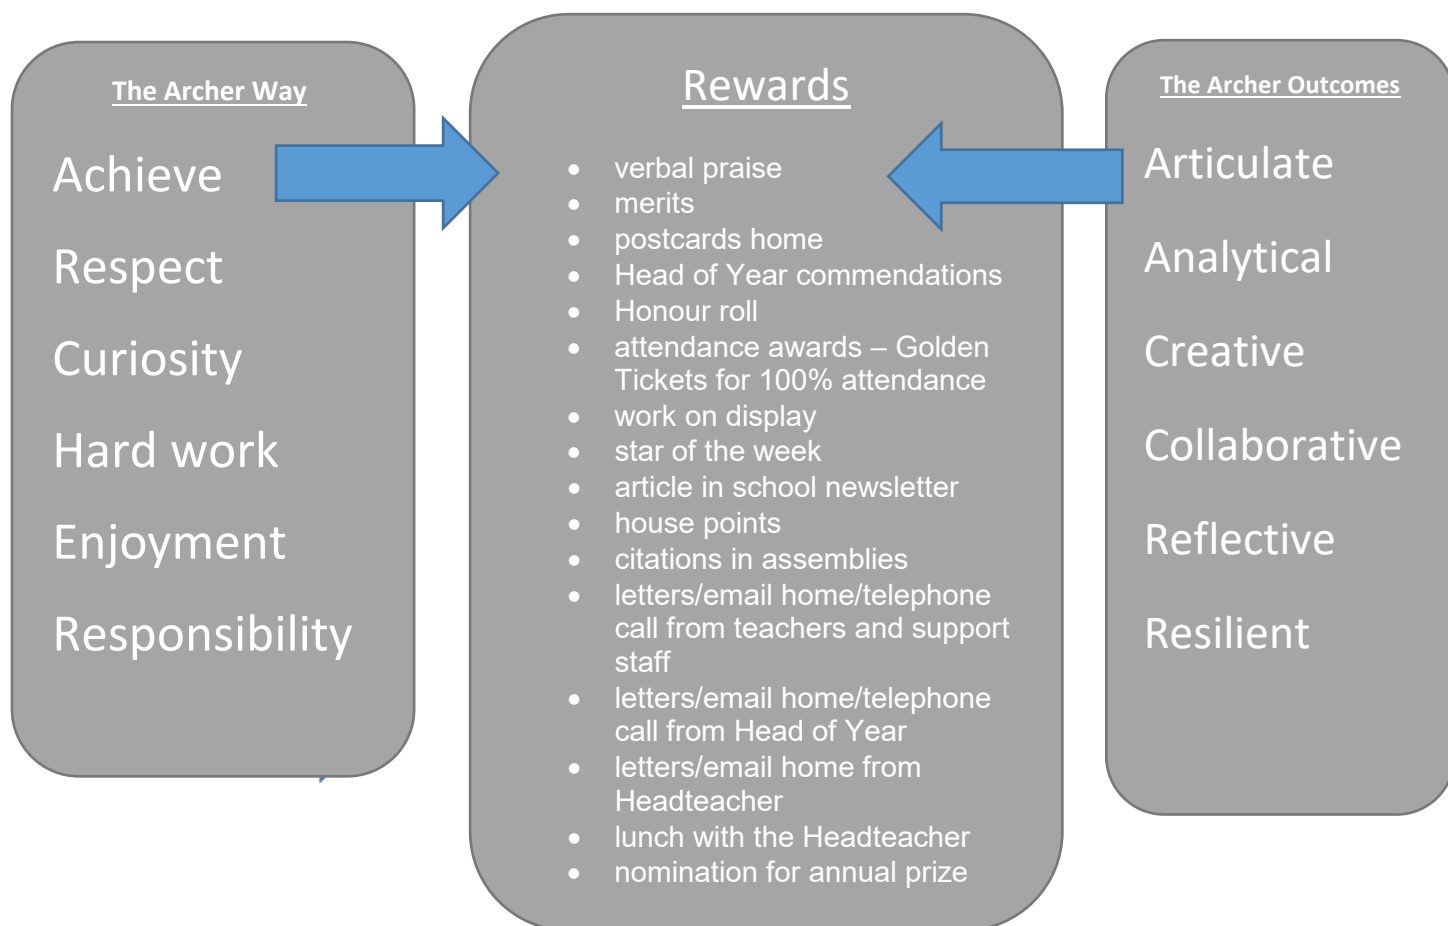 The Archer Way
Achieve
Respect
Curiosity
Hard work
Enjoyment
Responsibility
Rewards
• verbal praise
• merits
• postcards home
• Head of Year commendations
• Honour roll
• attendance awards – Golden
Tickets for 100% attendance
• work on display
• star of the week
• article in school newsletter
• house points
• citations in assemblies
• letters/email home/telephone
call from teachers and support
staff
• letters/email home/telephone
call from Head of Year
• letters/email home from
Headteacher
• lunch with the Headteacher
• nomination for annual prize
The Archer Outcomes
Articulate
Analytical
Creative
Collaborative
Reflective
Resilient